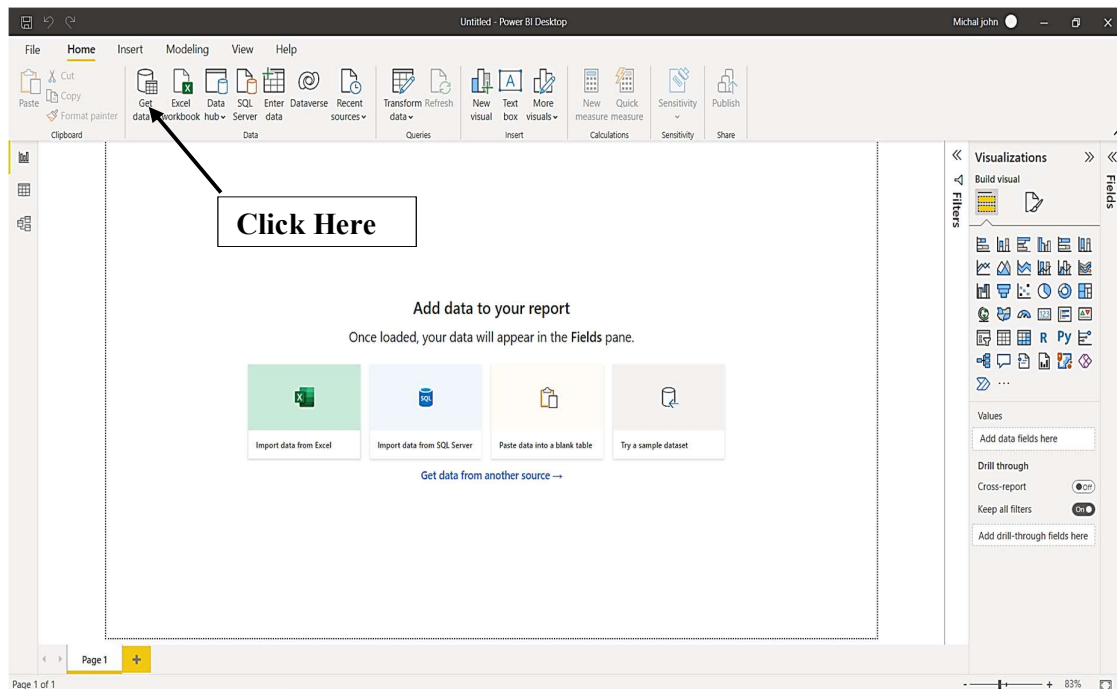 Untitled - Power BI Desktop
Michal john
File Home Insert Modeling View Help
Cut
Copy
Format painter
Paste
Clipboard
Get data
Excel workbook
Data hub
SQL Server
Enter data
Dataverse
Recent sources
Data
Transform data
Refresh
Queries
New visual
Text box
More visuals
Insert
New measure
Quick measure
Calculations
Sensitivity
Sensitivity
Publish
Share
Click Here
Add data to your report
Once loaded, your data will appear in the Fields pane.
Import data from Excel
Import data from SQL Server
Paste data into a blank table
Try a sample dataset
Get data from another source →
Filters
Visualizations
Build visual
R Py
123
Values
Add data fields here
Drill through
Cross-report
Off
Keep all filters
On
Add drill-through fields here
Fields
Page 1
Page 1 of 1
83%